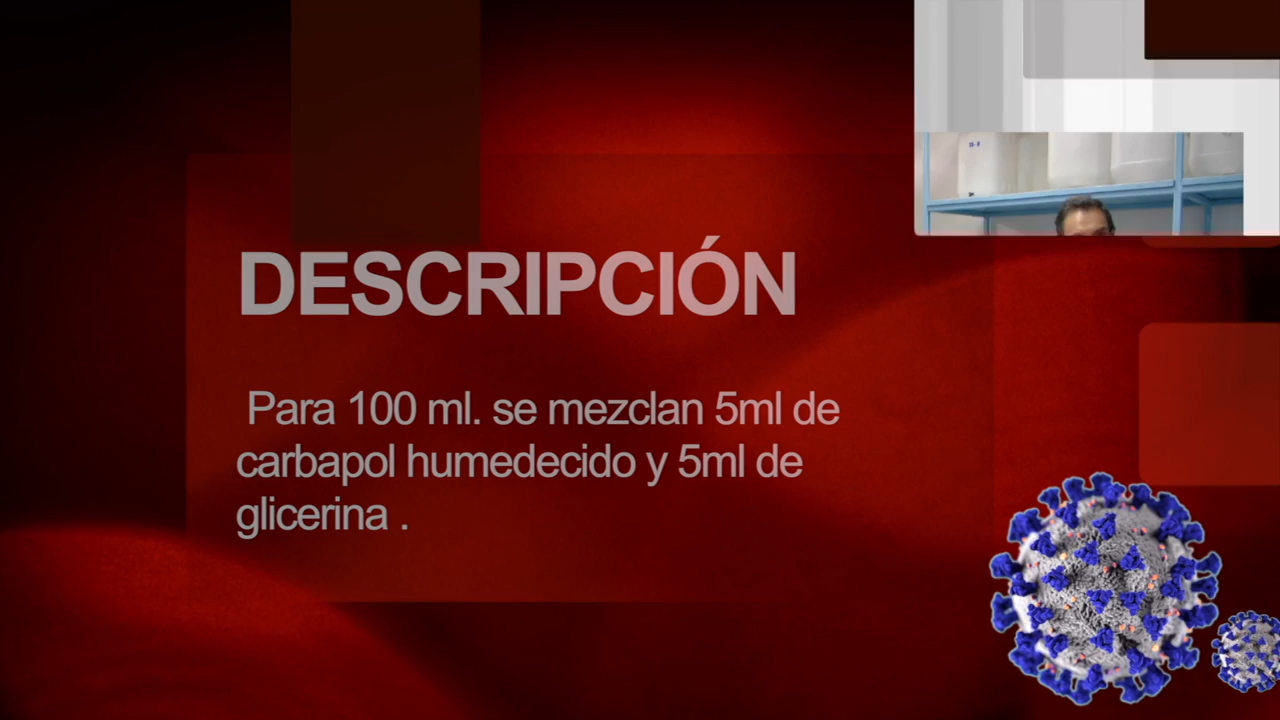 DESCRIPCIÓN
Para 100 ml. se mezclan 5ml de
carbapol humedecido y 5ml de
glicerina .